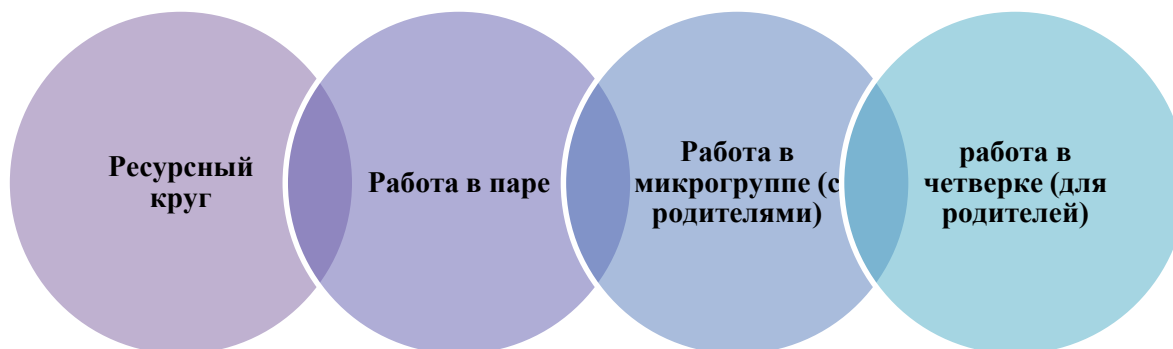 Ресурсный
круг
Работа в паре
Работа в
микрогруппе (с
родителями)
работа в
четверке (для
родителей)